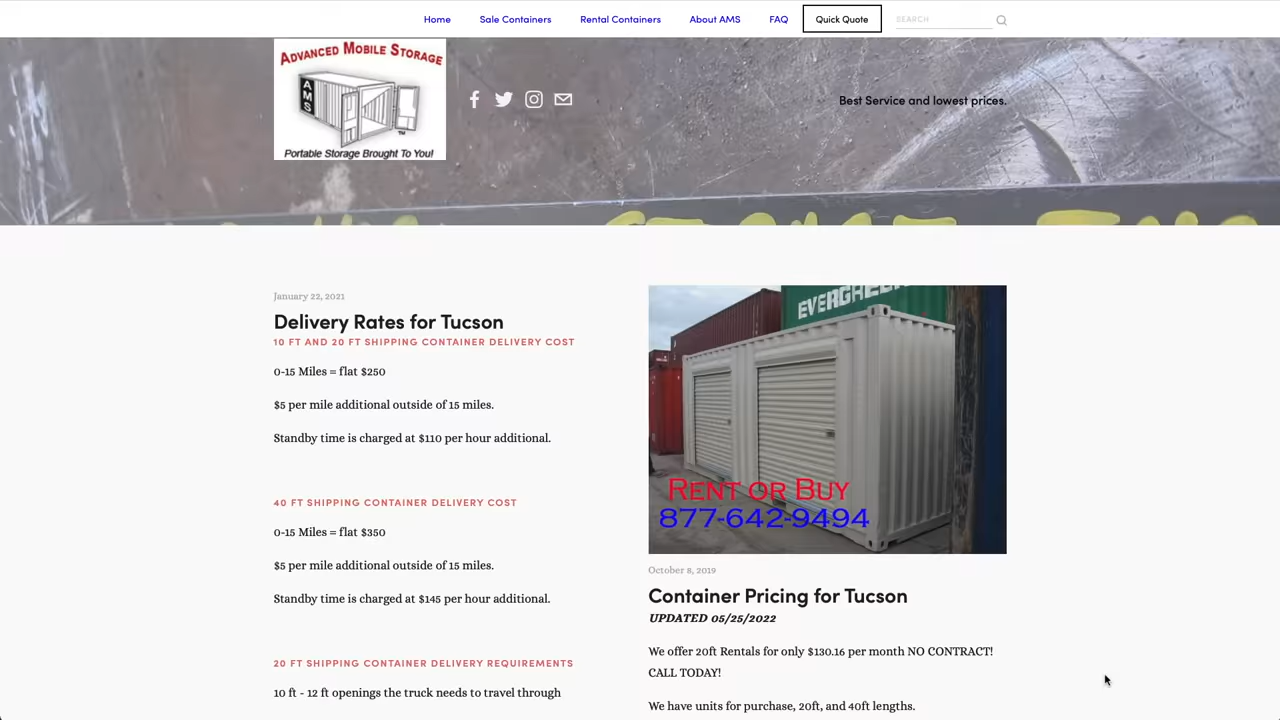 Home Sale Containers Rental Containers About AMS FAQ Quick Quote SEARCH
ADVANCED MOBILE STORAGE
AMS
TM
Portable Storage Brought To You!
Best Service and lowest prices.
January 22, 2021
Delivery Rates for Tucson
10 FT AND 20 FT SHIPPING CONTAINER DELIVERY COST
0-15 Miles = flat $250
$5 per mile additional outside of 15 miles.
Standby time is charged at $110 per hour additional.
40 FT SHIPPING CONTAINER DELIVERY COST
0-15 Miles = flat $350
$5 per mile additional outside of 15 miles.
Standby time is charged at $145 per hour additional.
20 FT SHIPPING CONTAINER DELIVERY REQUIREMENTS
10 ft - 12 ft openings the truck needs to travel through
EVERGREEN
RENT OR BUY
877-642-9494
October 8, 2019
Container Pricing for Tucson
UPDATED 05/25/2022
We offer 20ft Rentals for only $130.16 per month NO CONTRACT!
CALL TODAY!
We have units for purchase, 20ft, and 40ft lengths.